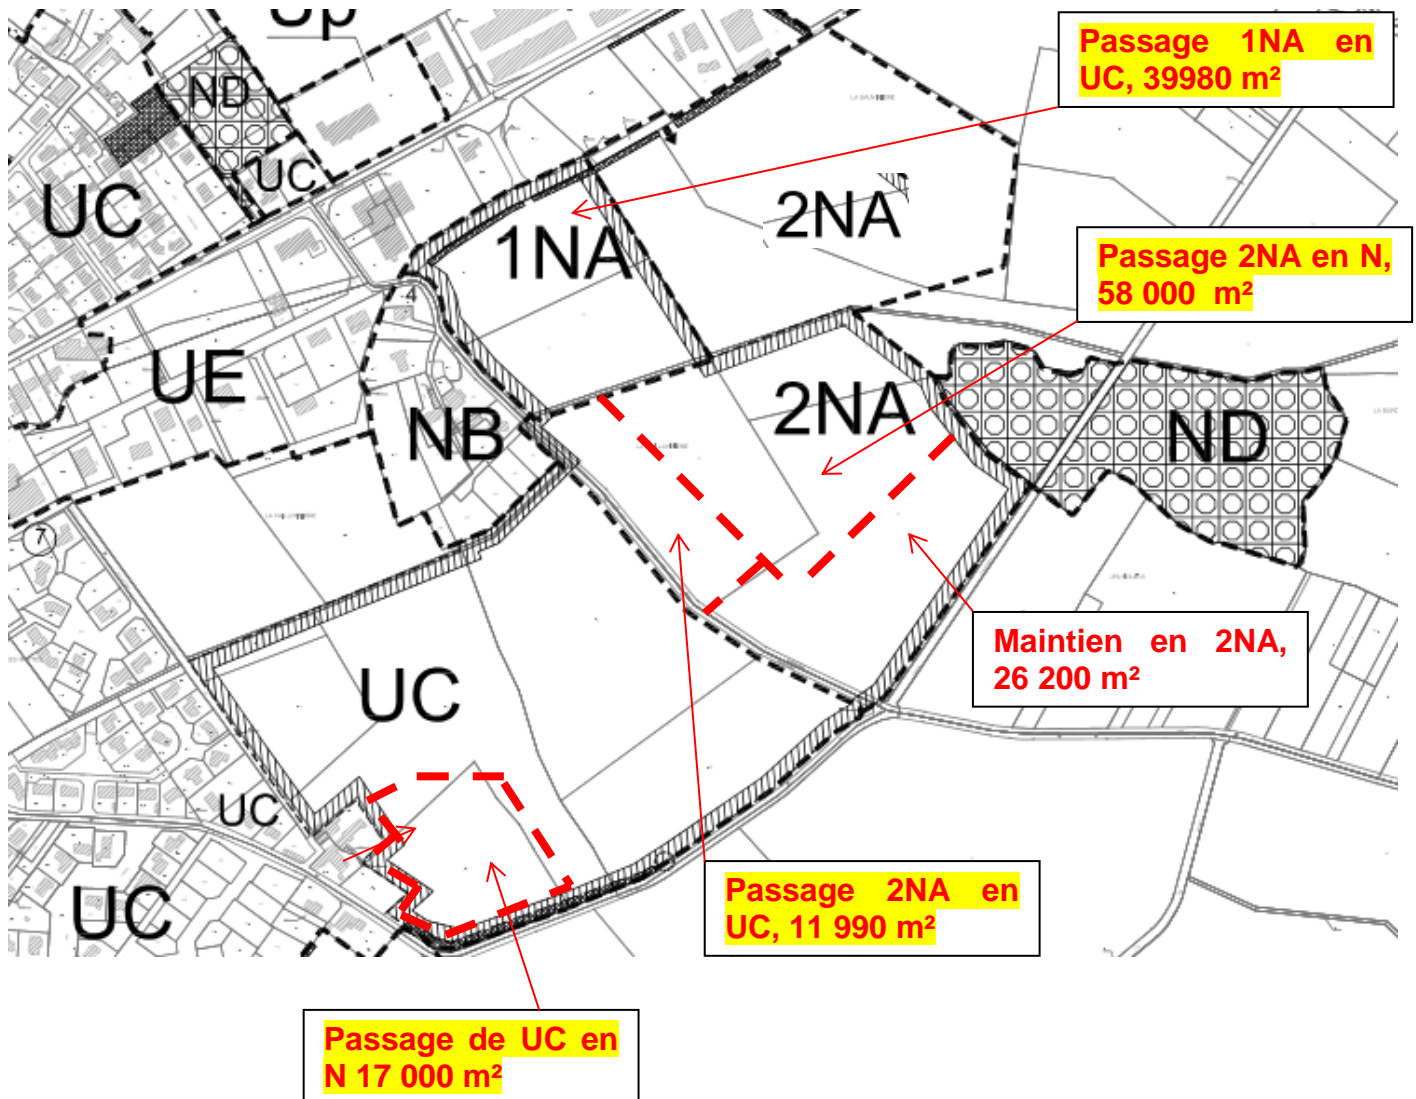 Up
Passage 1NA en
UC, 39980 m²
ND
UC
UC
1NA
2NA
Passage 2NA en N,
58 000 m²
4
UE
NB
2NA
ND
7
Maintien en 2NA,
26 200 m²
UC
UC
UC
Passage 2NA en
UC, 11 990 m²
Passage de UC en
N 17 000 m²